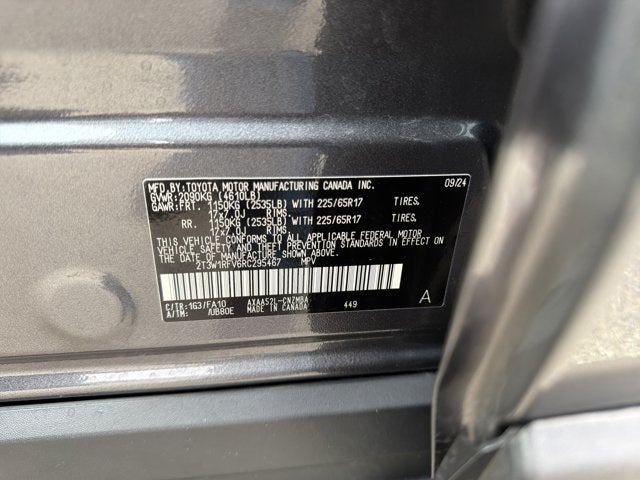 MFD.BY:TOYOTA MOTOR MANUFACTURING CANADA INC. 09/24
GVWR:2090KG (4610LB)
GAWR:FRT. 1150KG (2535LB) WITH 225/65R17 TIRES,
17x7.0J RIMS,
RR. 1150KG (2535LB) WITH 225/65R17 TIRES,
17x7.0J RIMS,
THIS VEHICLE CONFORMS TO ALL APPLICABLE FEDERAL MOTOR
VEHICLE SAFETY AND THEFT PREVENTION STANDARDS IN
EFFECT ON THE DATE OF MANUFACTURE SHOWN ABOVE.
2T3W1RFV6RC295467 MPV
C/TR:1G3/FA10 AXAA52L-CNZMBA 449 A
A/TM: /UB80E MADE IN CANADA